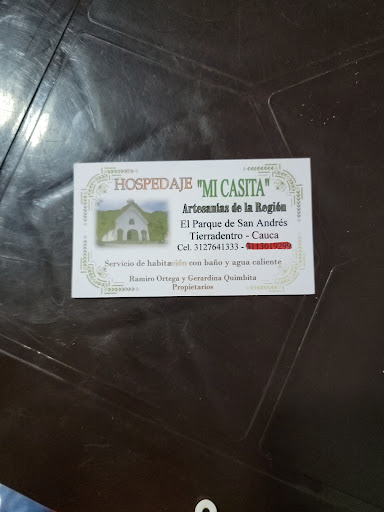 HOSPEDAJE "MI CASITA"
Artesanías de la Región
El Parque de San Andrés
Tierradentro - Cauca
Cel. 3127641333 -
Servicio de habitación con baño y agua caliente
Ramiro Ortega y Gerardina Quimbita
Propietarios